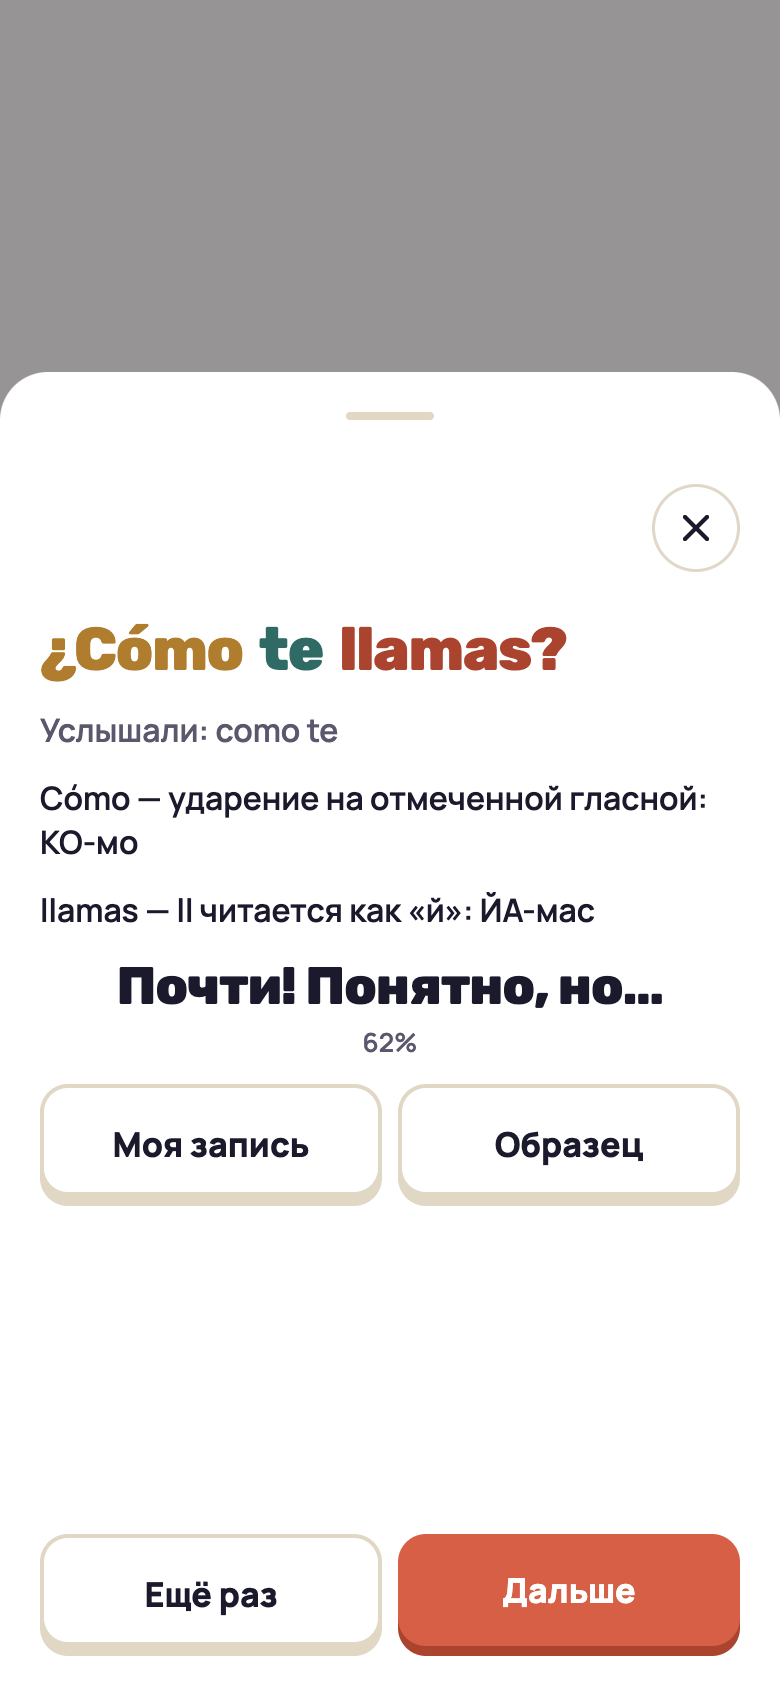 ¿Cómo te llamas?
Услышали: como te
Cómo — ударение на отмеченной гласной:
КО-мо
llamas — ll читается как «й»: ЙА-мас
Почти! Понятно, но...
62%
Моя запись
Образец
Ещё раз
Дальше